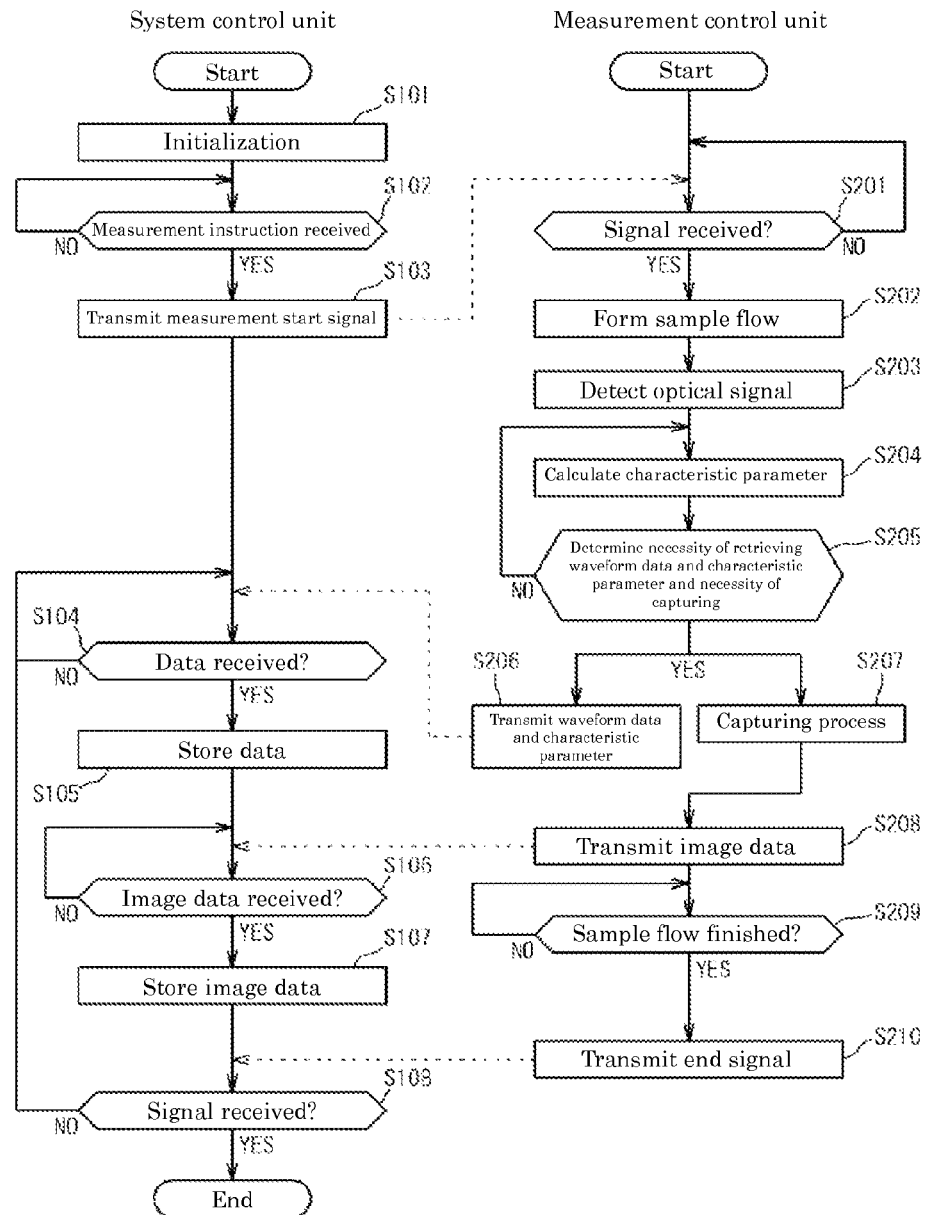 System control unit
Start
S101
Initialization
S102
Measurement instruction received
NO
YES
S103
Transmit measurement start signal
S104
Data received?
NO
YES
Store data
S105
S106
Image data received?
NO
YES
S107
Store image data
S108
Signal received?
NO
YES
End
Measurement control unit
Start
S201
Signal received?
NO
YES
S202
Form sample flow
S203
Detect optical signal
S204
Calculate characteristic parameter
S205
Determine necessity of retrieving
waveform data and characteristic
parameter and necessity of
capturing
NO
YES
S206
Transmit waveform data
and characteristic
parameter
S207
Capturing process
S208
Transmit image data
S209
Sample flow finished?
NO
YES
S210
Transmit end signal